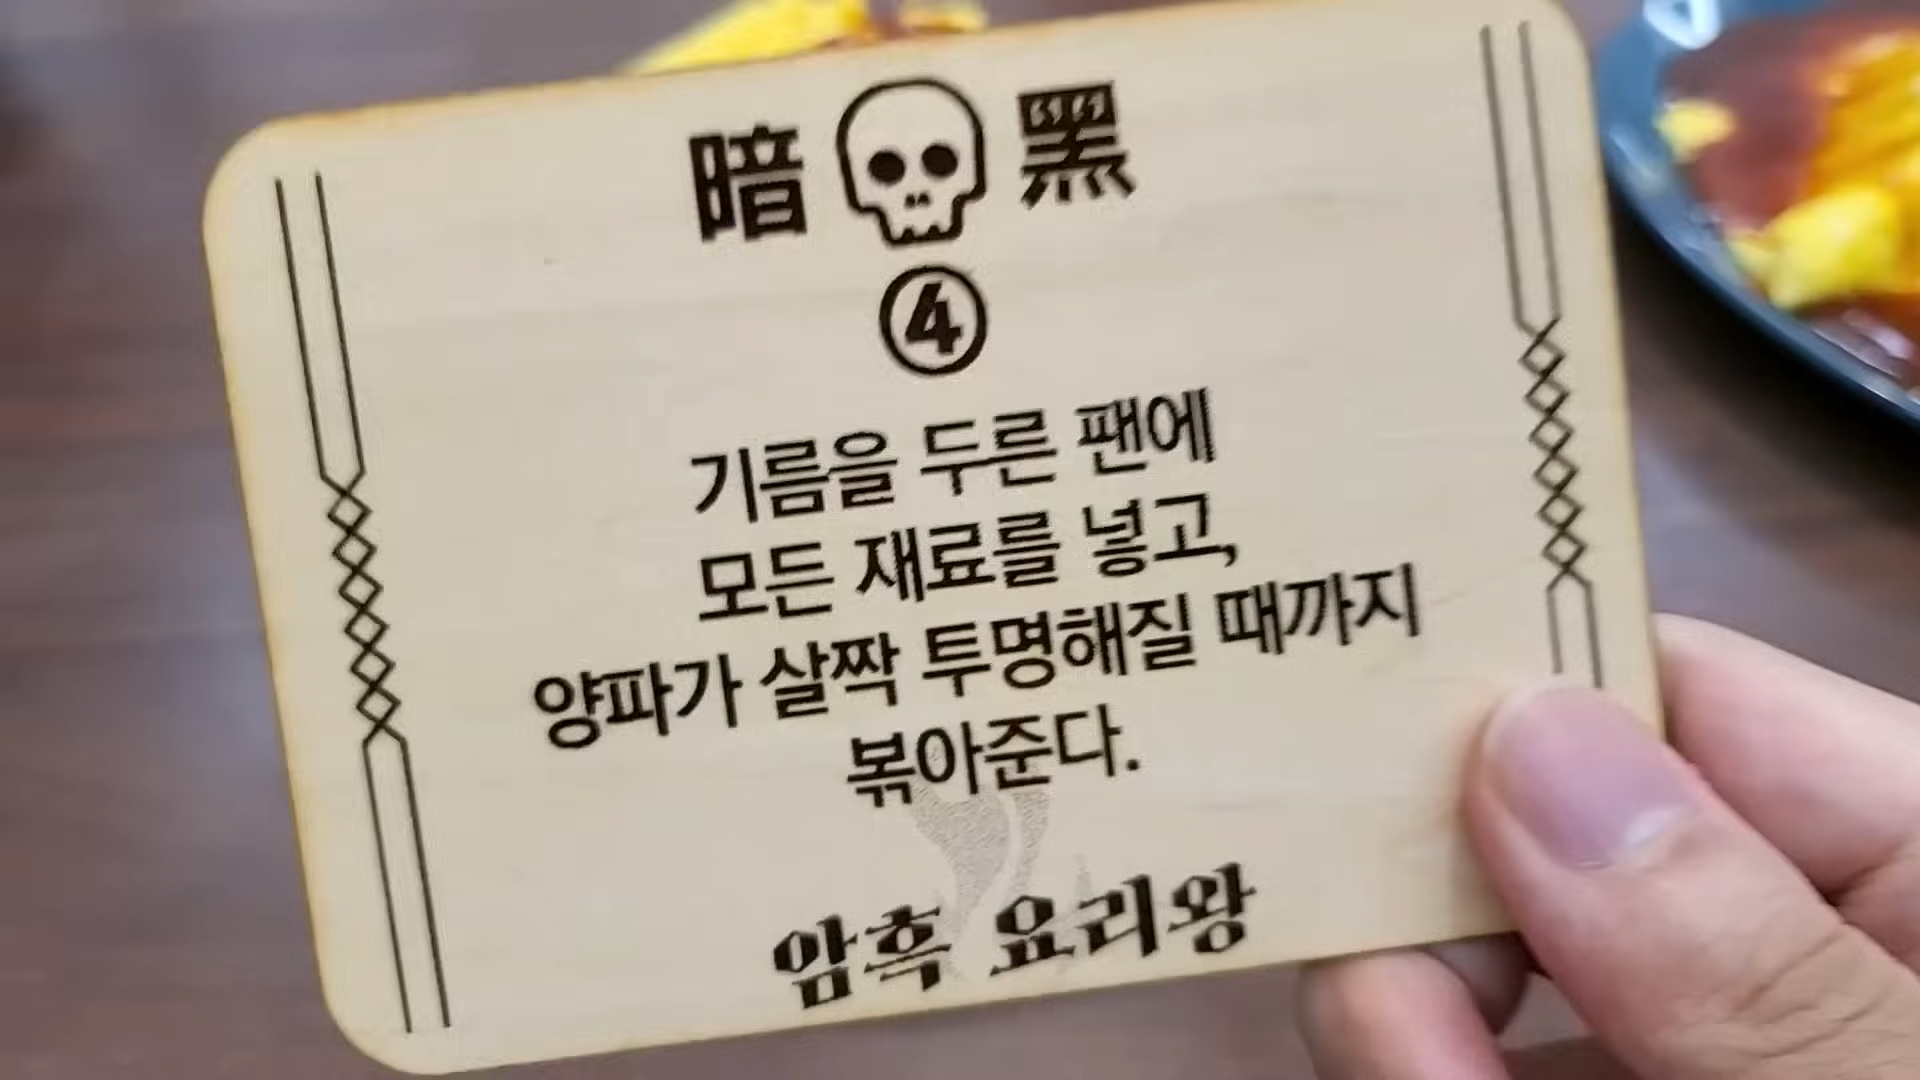 暗 黑
④
기름을 두른 팬에
모든 재료를 넣고,
양파가 살짝 투명해질 때까지
볶아준다.
암흑 요리왕